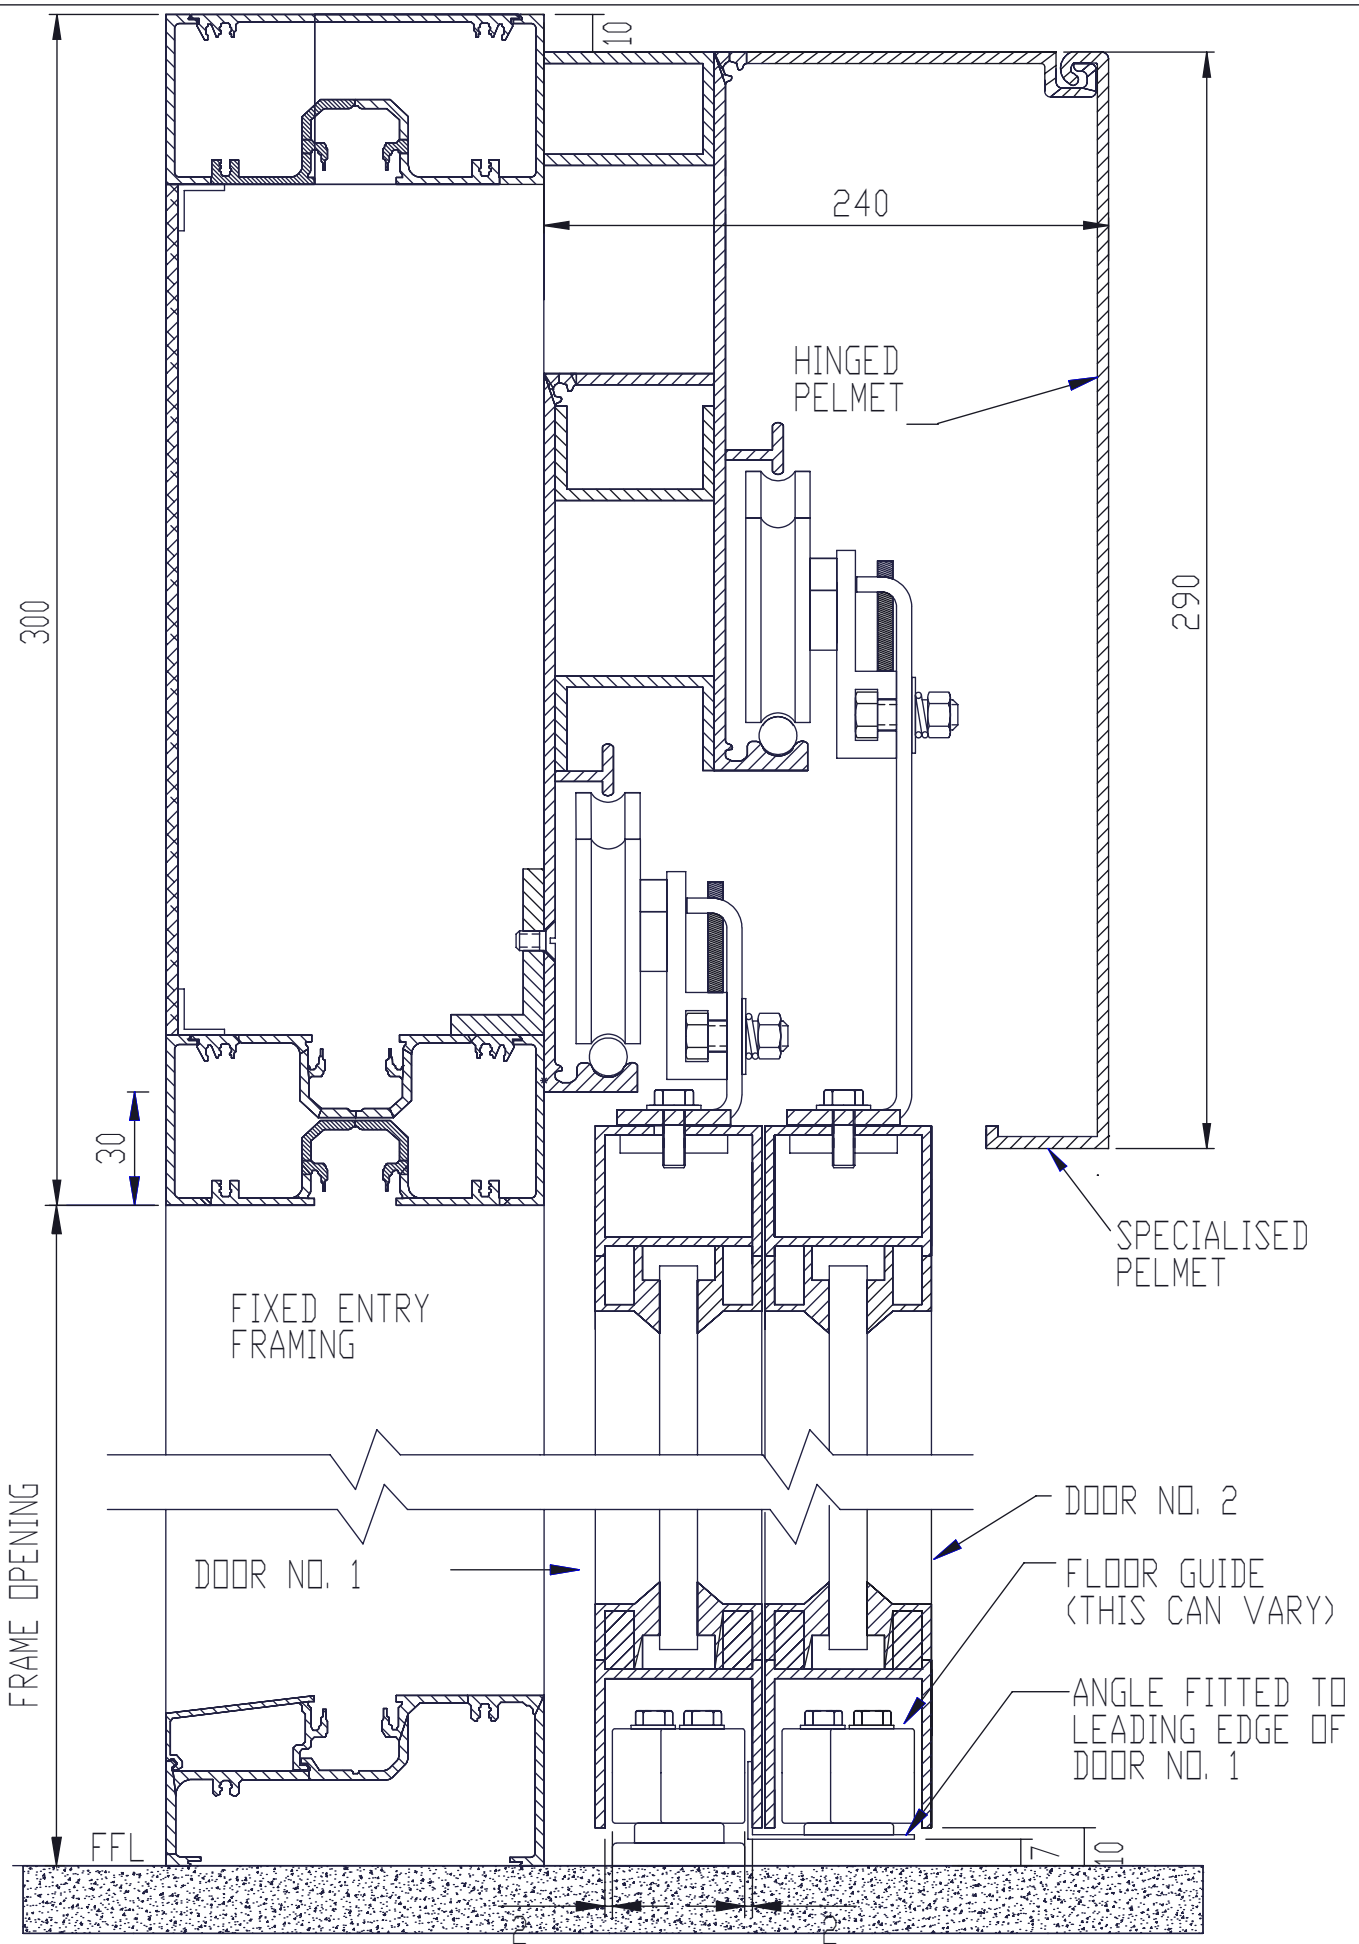 10
240
HINGED
PELMET
300
290
30
SPECIALISED
PELMET
FIXED ENTRY
FRAMING
FRAME OPENING
DOOR NO. 2
DOOR NO. 1
FLOOR GUIDE
(THIS CAN VARY)
ANGLE FITTED TO
LEADING EDGE OF
DOOR NO. 1
FFL
7
10